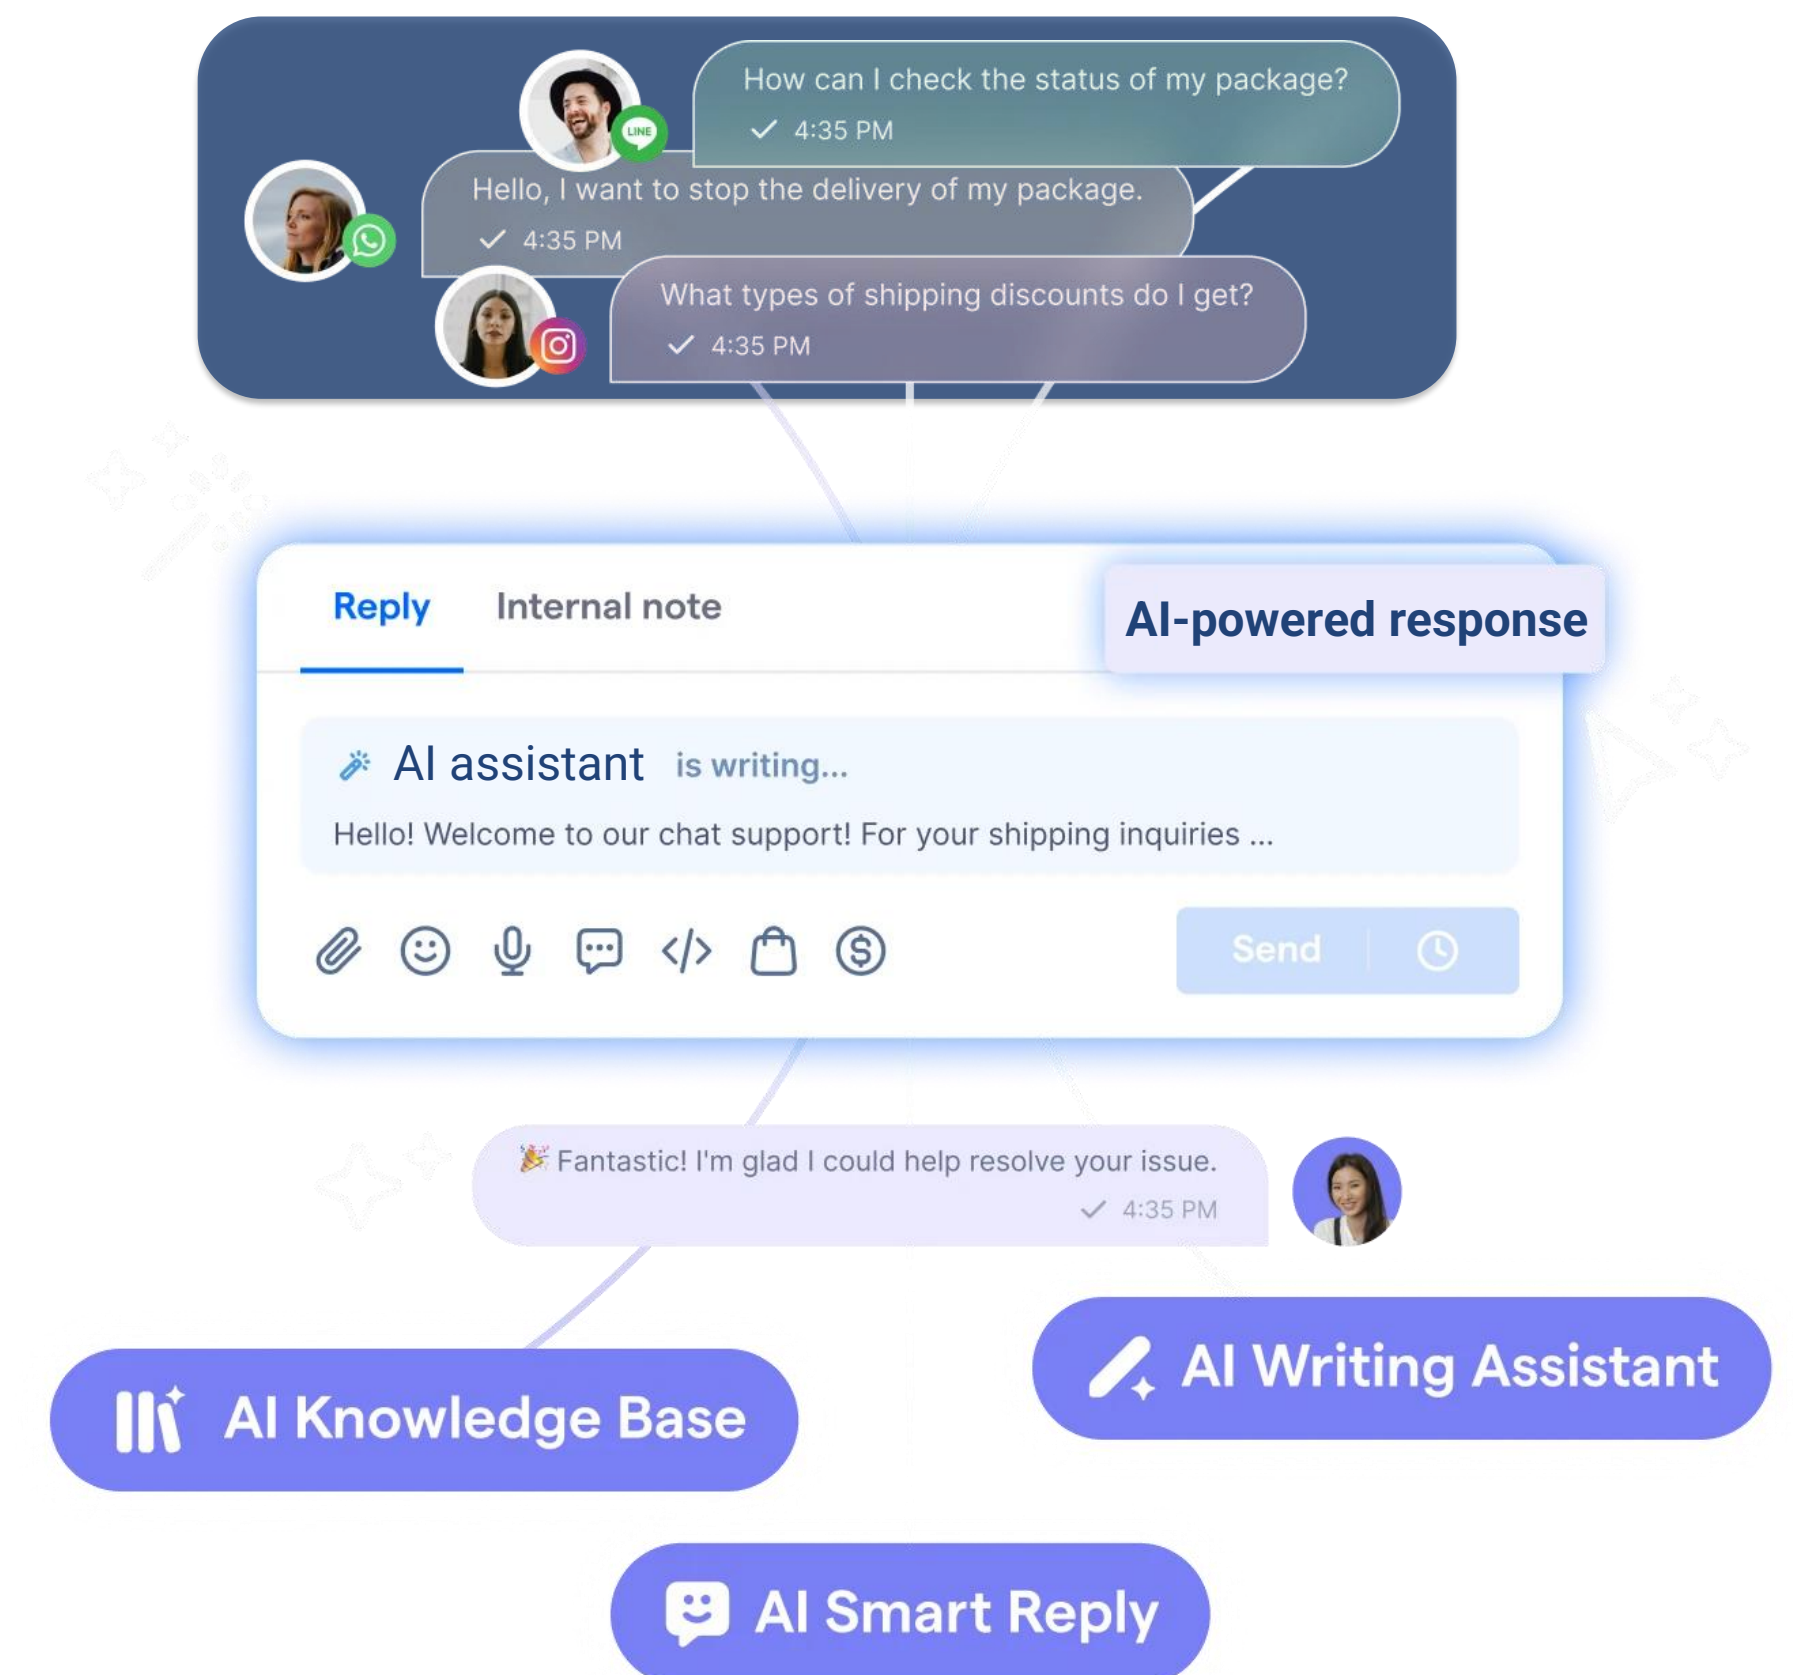 How can I check the status of my package?
4:35 PM
LINE
Hello, I want to stop the delivery of my package.
4:35 PM
What types of shipping discounts do I get?
4:35 PM
Reply Internal note
AI-powered response
AI assistant is writing...
Hello! Welcome to our chat support! For your shipping inquiries ...
Send
🎉 Fantastic! I'm glad I could help resolve your issue.
4:35 PM
AI Writing Assistant
AI Knowledge Base
AI Smart Reply